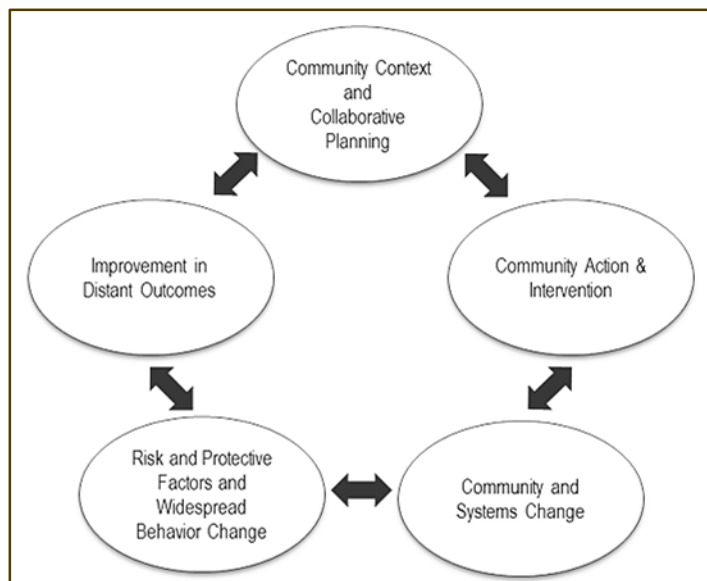 Community Context
and
Collaborative
Planning
Improvement in
Distant Outcomes
Community Action &
Intervention
Risk and Protective
Factors and
Widespread
Behavior Change
Community and
Systems Change